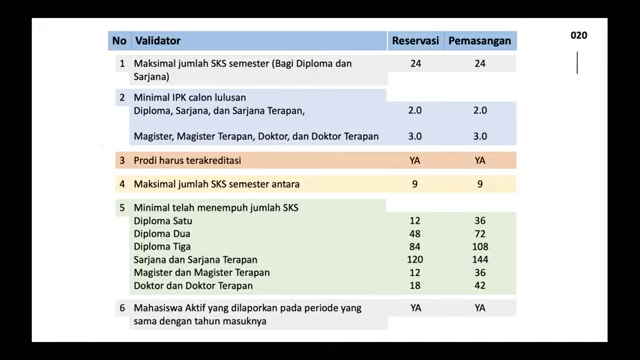 020
No Validator Reservasi Pemasangan
1 Maksimal jumlah SKS semester (Bagi Diploma dan 24 24
Sarjana)
2 Minimal IPK calon lulusan
Diploma, Sarjana, dan Sarjana Terapan, 2.0 2.0
Magister, Magister Terapan, Doktor, dan Doktor Terapan 3.0 3.0
3 Prodi harus terakreditasi YA YA
4 Maksimal jumlah SKS semester antara 9 9
5 Minimal telah menempuh jumlah SKS
Diploma Satu 12 36
Diploma Dua 48 72
Diploma Tiga 84 108
Sarjana dan Sarjana Terapan 120 144
Magister dan Magister Terapan 12 36
Doktor dan Doktor Terapan 18 42
6 Mahasiswa Aktif yang dilaporkan pada periode yang YA YA
sama dengan tahun masuknya